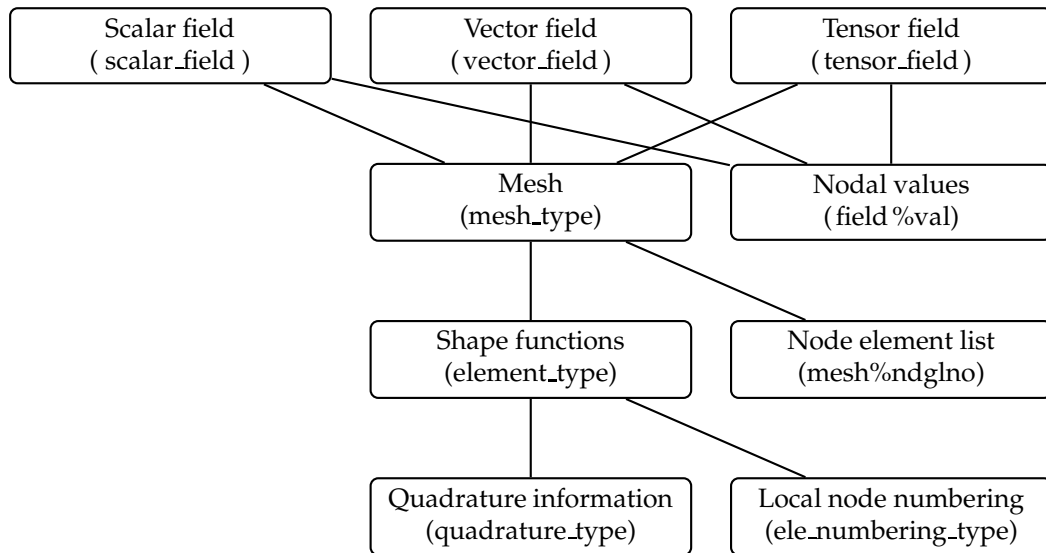 Scalar field
( scalar_field )
Vector field
(vector_field)
Tensor field
(tensor_field)
Mesh
(mesh_type)
Nodal values
(field%val)
Shape functions
(element_type)
Node element list
(mesh%ndglno)
Quadrature information
(quadrature_type)
Local node numbering
(ele_numbering_type)